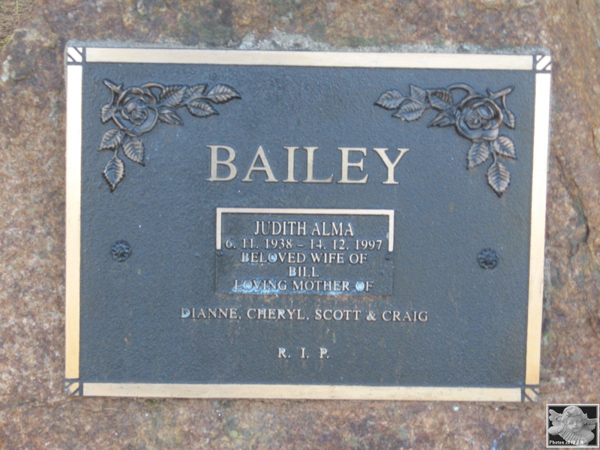 BAILEY
JUDITH ALMA
6. 11. 1938 – 14. 12. 1997
BELOVED WIFE OF
BILL
LOVING MOTHER OF
DIANNE, CHERYL, SCOTT & CRAIG
R. I. P.